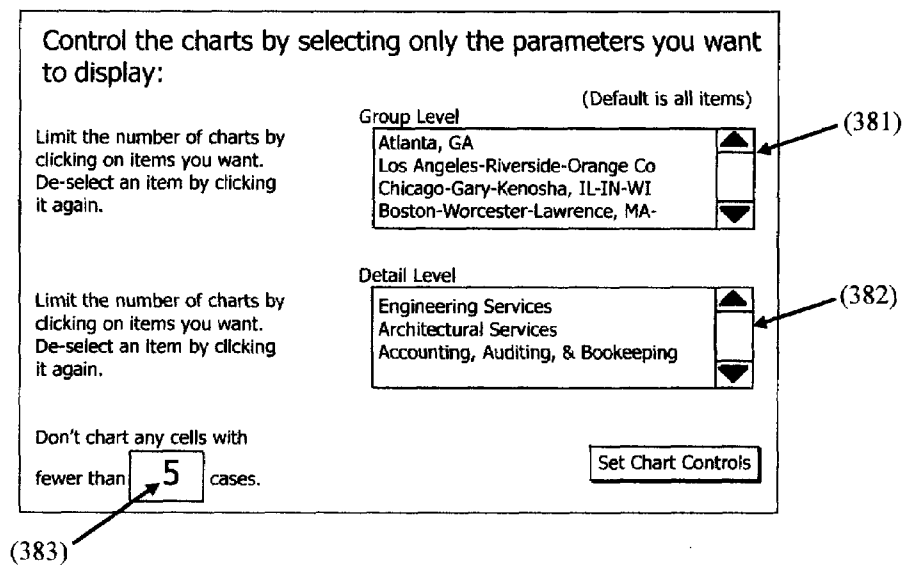 Control the charts by selecting only the parameters you want
to display:
(Default is all items)
Group Level
Limit the number of charts by
clicking on items you want.
De-select an item by clicking
it again.
Atlanta, GA
Los Angeles-Riverside-Orange Co
Chicago-Gary-Kenosha, IL-IN-WI
Boston-Worcester-Lawrence, MA-
(381)
Detail Level
Limit the number of charts by
clicking on items you want.
De-select an item by clicking
it again.
Engineering Services
Architectural Services
Accounting, Auditing, & Bookeeping
(382)
Don't chart any cells with
fewer than 5 cases.
Set Chart Controls
(383)